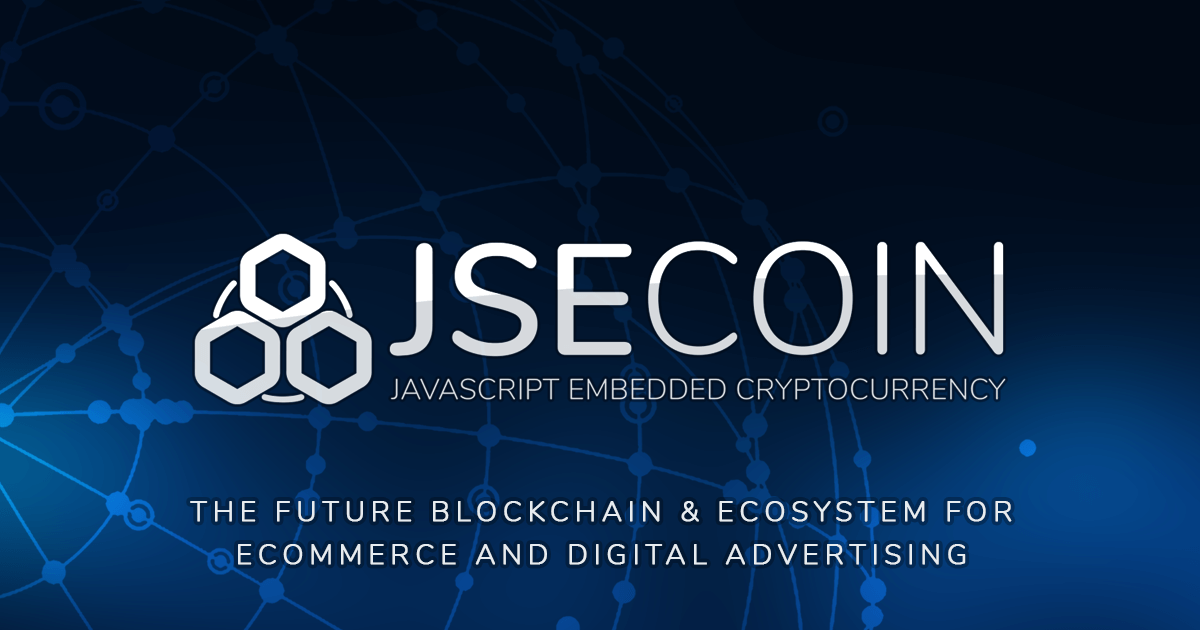 JSECOIN
JAVASCRIPT EMBEDDED CRYPTOCURRENCY
THE FUTURE BLOCKCHAIN & ECOSYSTEM FOR
ECOMMERCE AND DIGITAL ADVERTISING